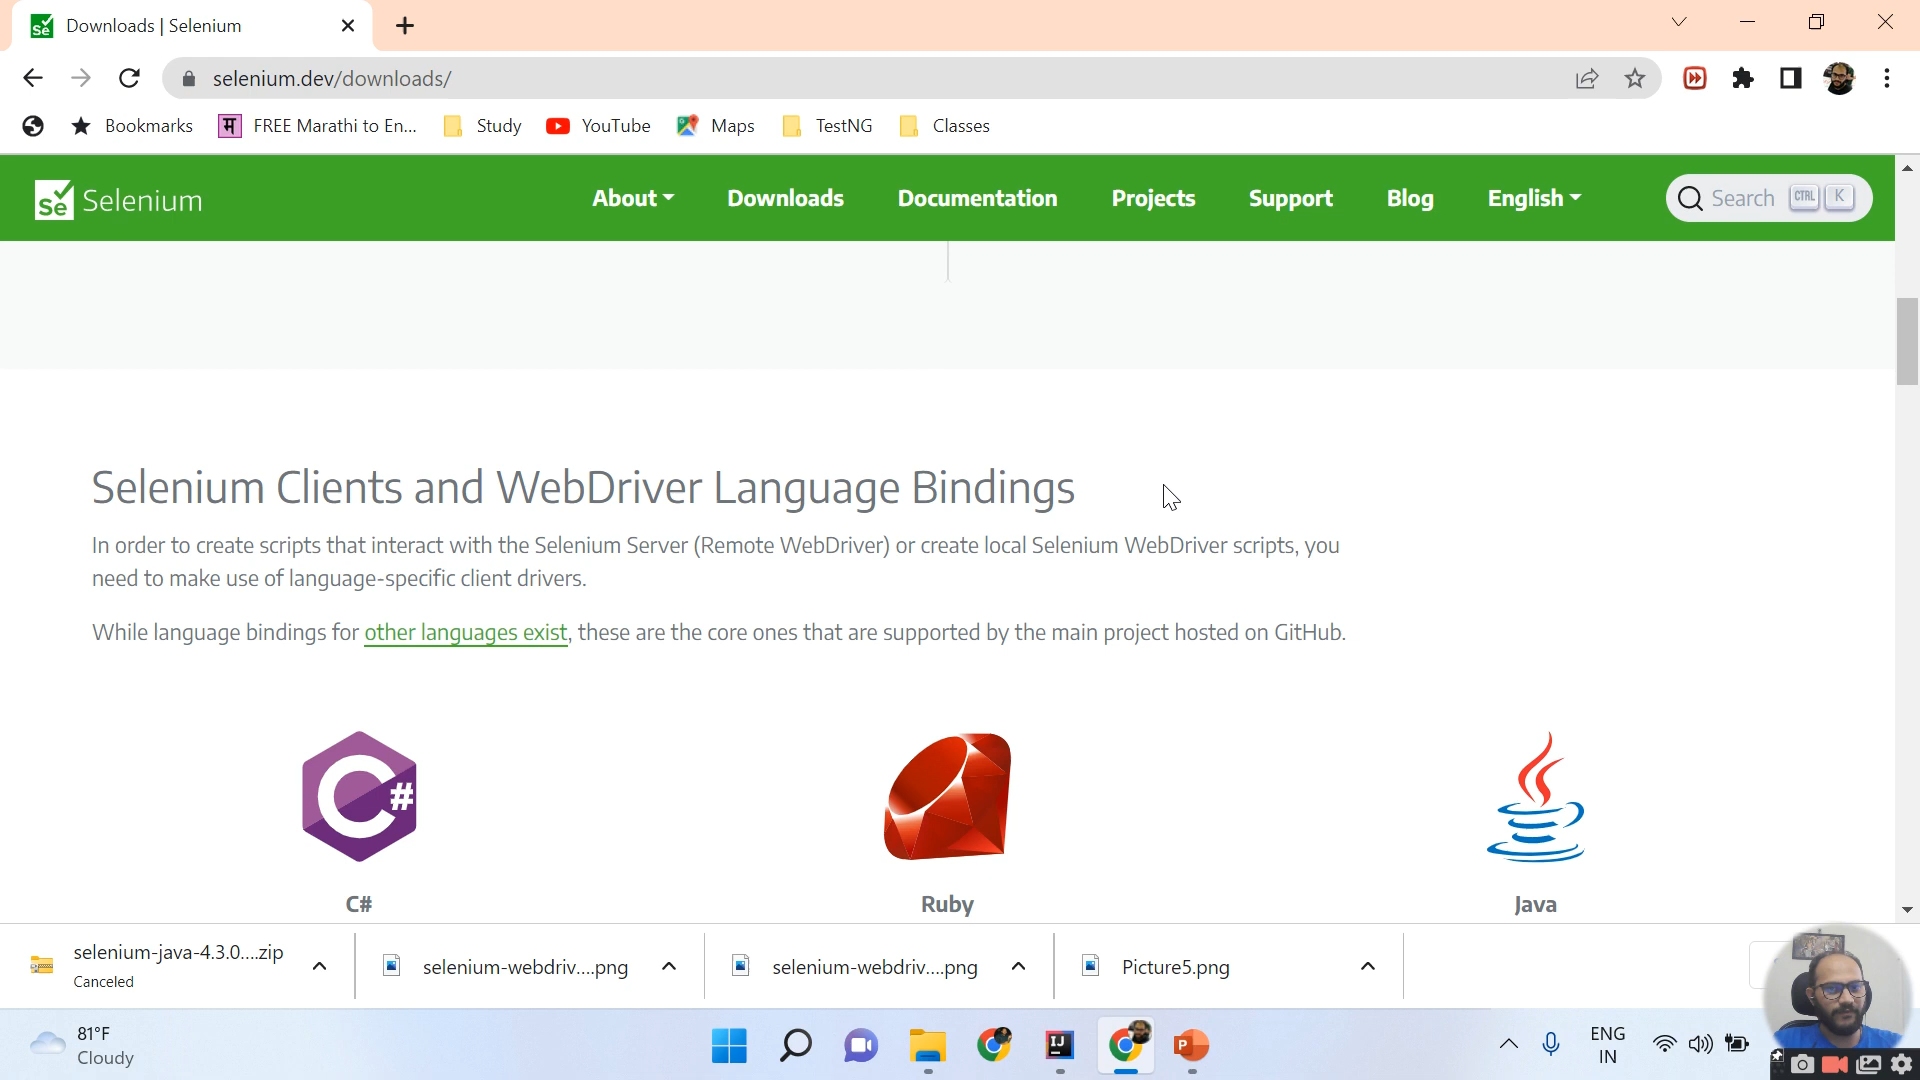 Downloads | Selenium
selenium.dev/downloads/
Bookmarks
म FREE Marathi to En...
Study
YouTube
Maps
TestNG
Classes
Se Selenium
About
Downloads
Documentation
Projects
Support
Blog
English
Search CTRL K
Selenium Clients and WebDriver Language Bindings
In order to create scripts that interact with the Selenium Server (Remote WebDriver) or create local Selenium WebDriver scripts, you
need to make use of language-specific client drivers.
While language bindings for other languages exist, these are the core ones that are supported by the main project hosted on GitHub.
C#
C#
Ruby
Java
selenium-java-4.3.0....zip
Canceled
selenium-webdriv....png
selenium-webdriv....png
Picture5.png
81°F
Cloudy
IJ
P
ENG
IN